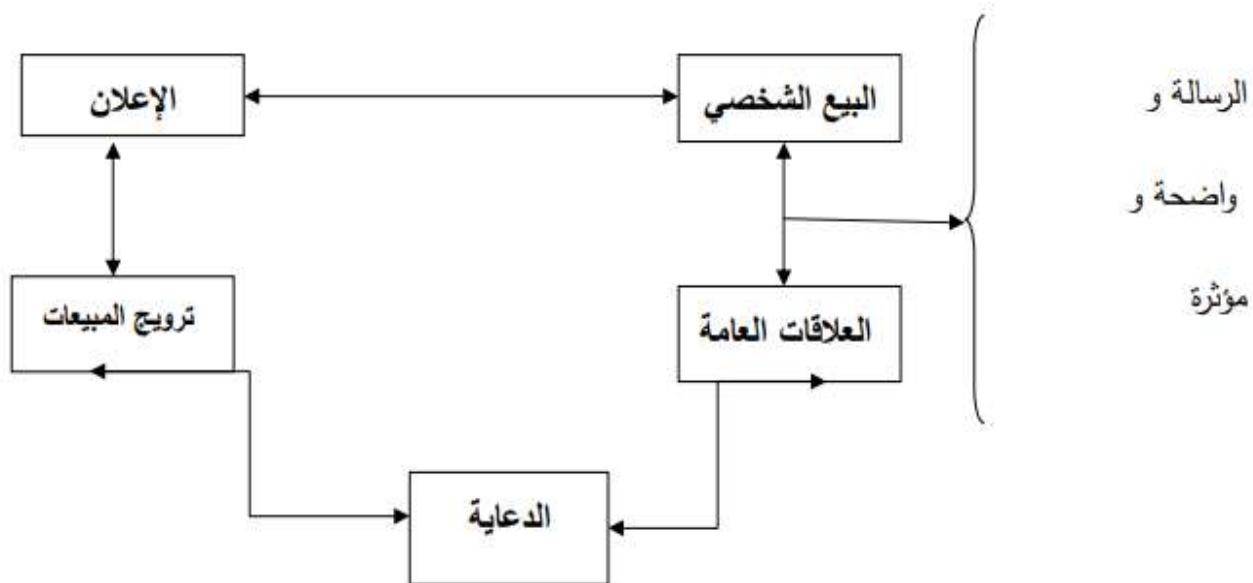 البيع الشخصي
الإعلان
الرسالة و
واضحة و
مؤثرة
العلاقات العامة
ترويج المبيعات
الدعاية